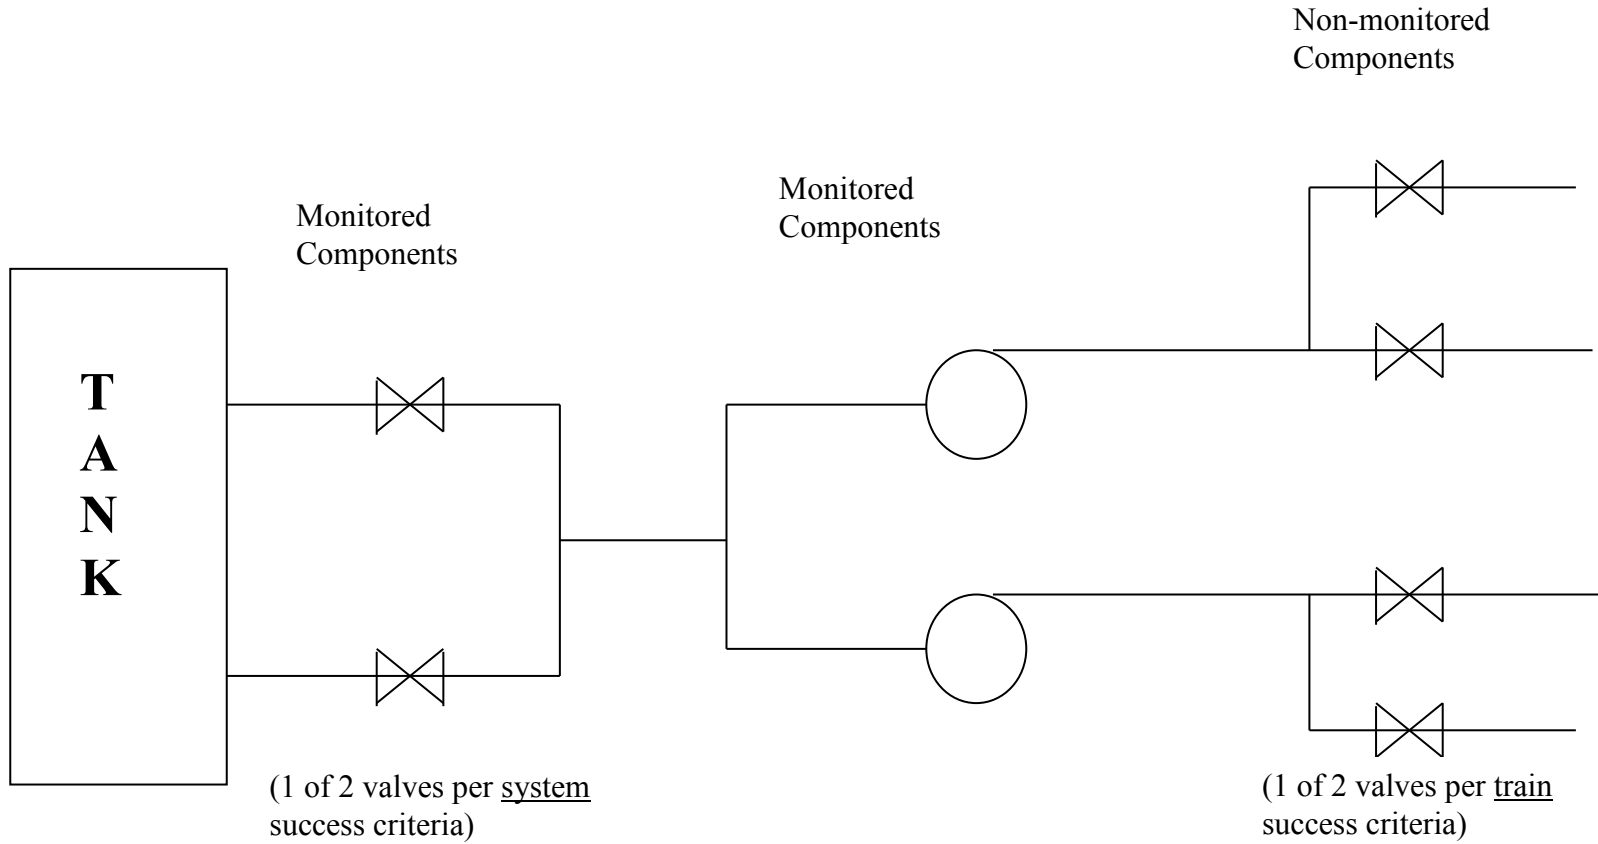 Non-monitored
Components
Monitored
Components
Monitored
Components
T
A
N
K
(1 of 2 valves per system
success criteria)
(1 of 2 valves per train
success criteria)